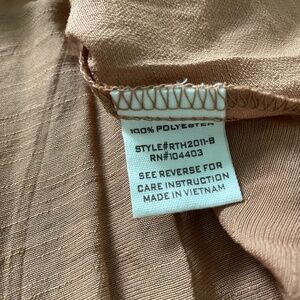 100% POLYESTER
STYLE#RTH2011-B
RN#104403
SEE REVERSE FOR
CARE INSTRUCTION
MADE IN VIETNAM